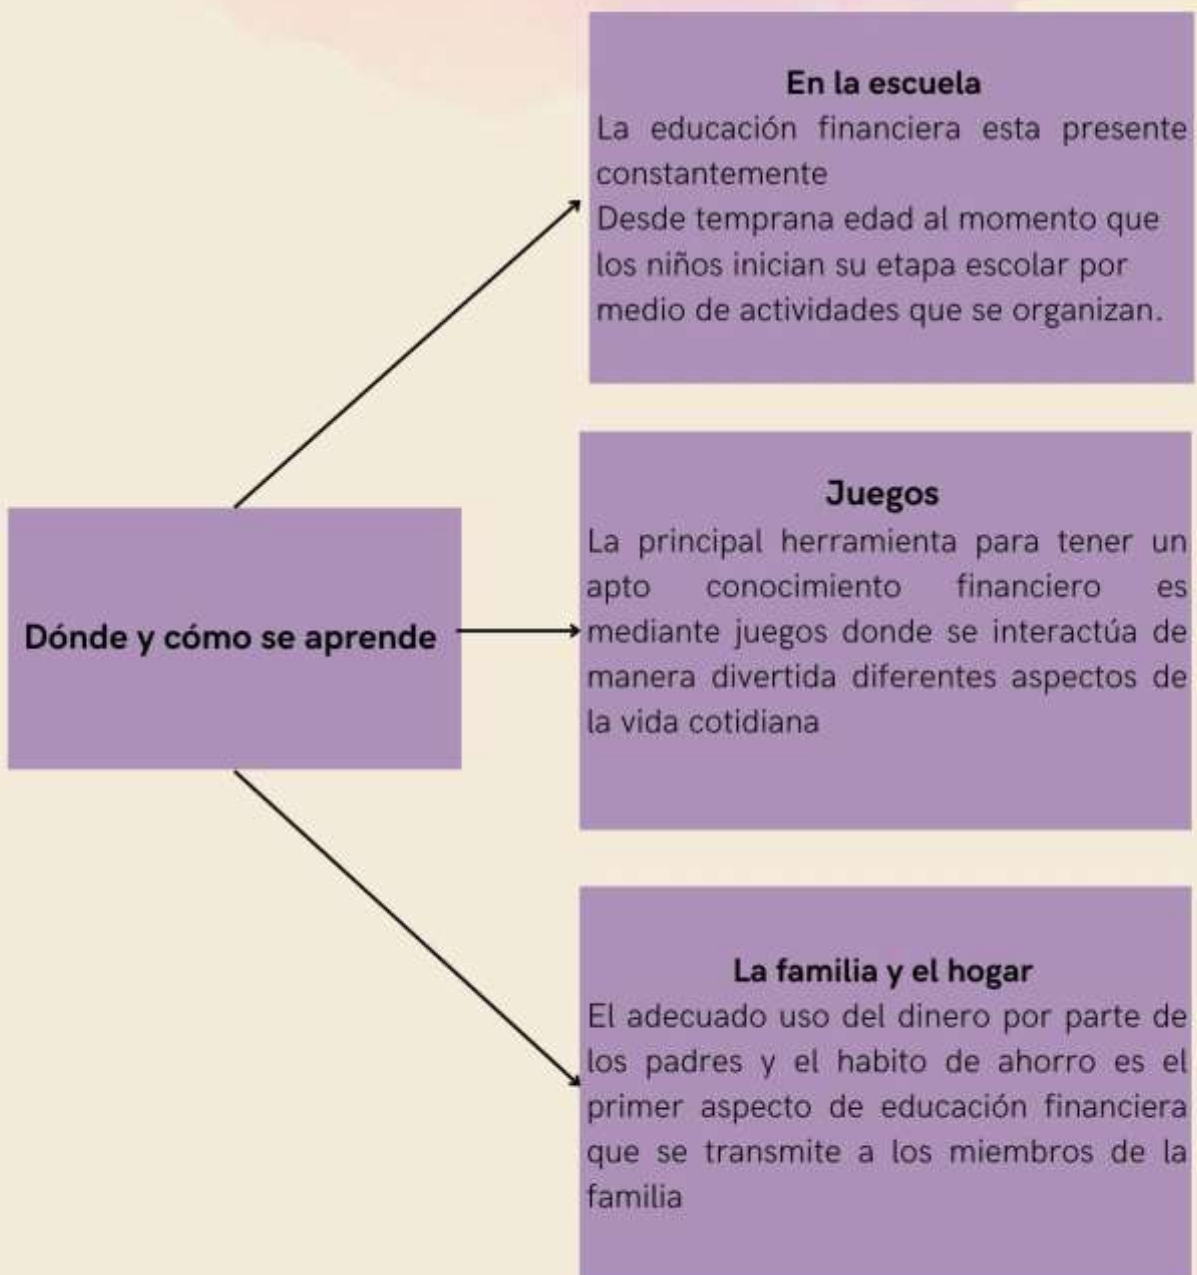 En la escuela
La educación financiera esta presente
constantemente
Desde temprana edad al momento que
los niños inician su etapa escolar por
medio de actividades que se organizan.
Dónde y cómo se aprende
Juegos
La principal herramienta para tener un
apto conocimiento financiero es
mediante juegos donde se interactúa de
manera divertida diferentes aspectos de
la vida cotidiana
La familia y el hogar
El adecuado uso del dinero por parte de
los padres y el habito de ahorro es el
primer aspecto de educación financiera
que se transmite a los miembros de la
familia